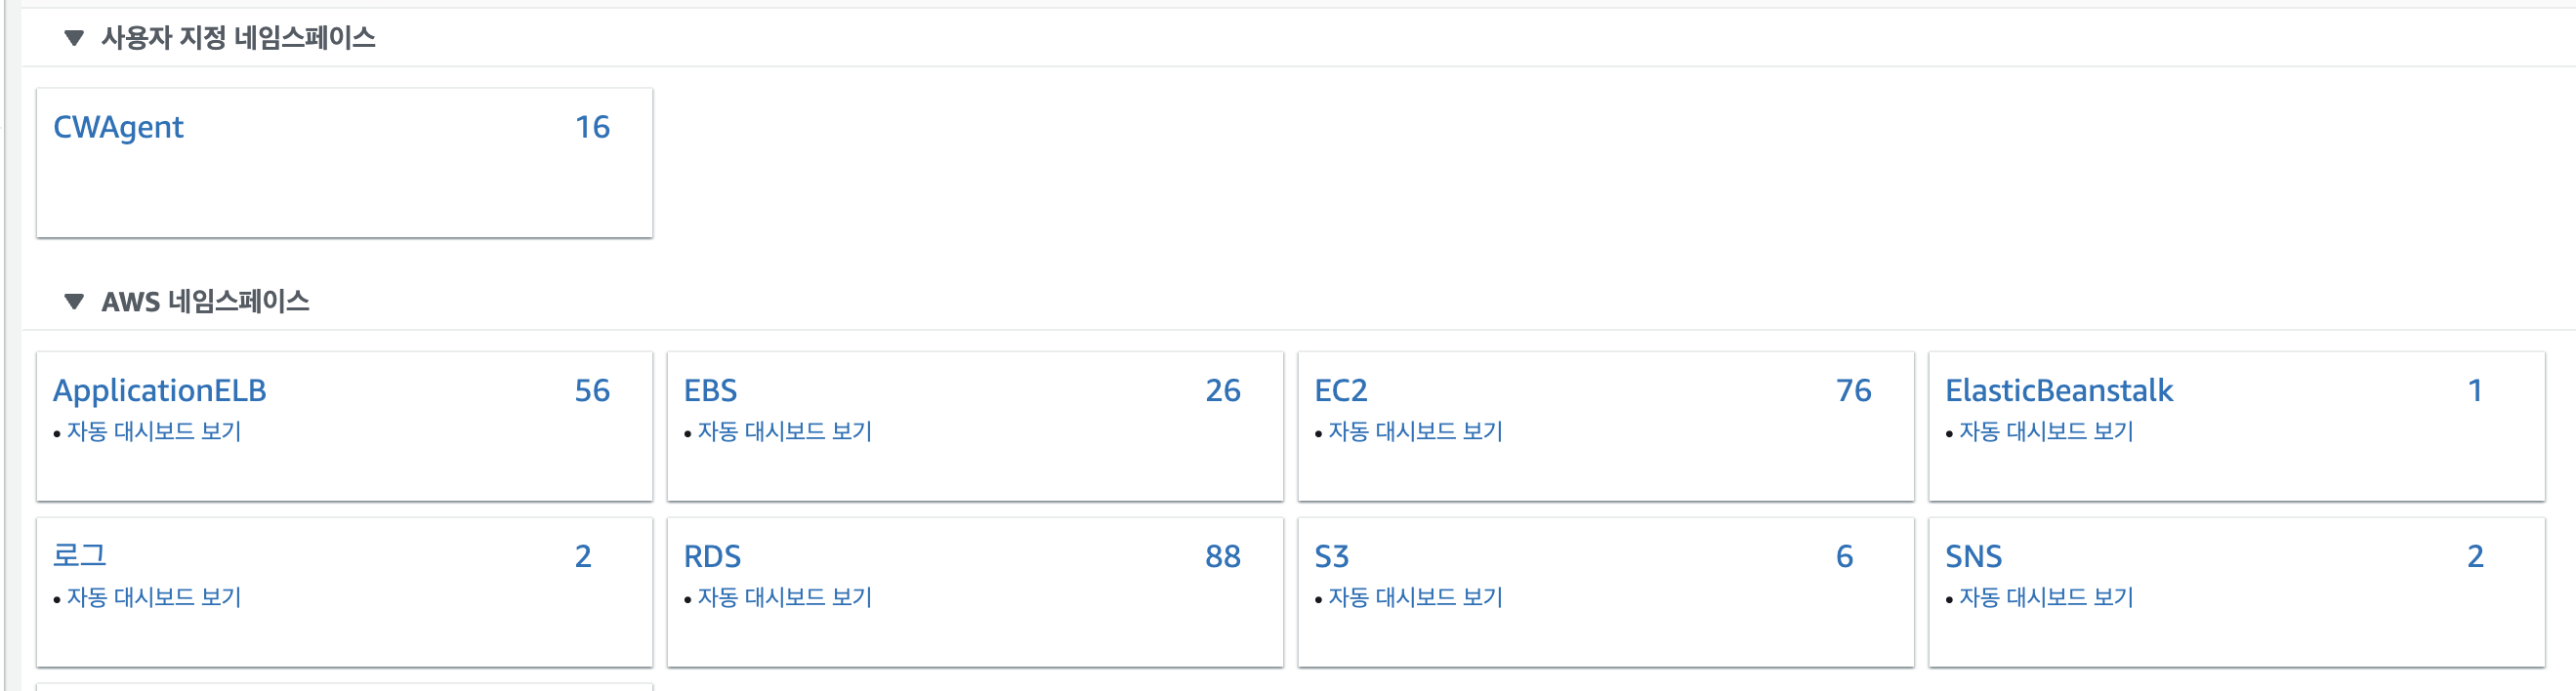 사용자 지정 네임스페이스
CWAgent 16
AWS 네임스페이스
ApplicationELB 56
• 자동 대시보드 보기
EBS 26
• 자동 대시보드 보기
EC2 76
• 자동 대시보드 보기
ElasticBeanstalk 1
• 자동 대시보드 보기
로그 2
• 자동 대시보드 보기
RDS 88
• 자동 대시보드 보기
S3 6
• 자동 대시보드 보기
SNS 2
• 자동 대시보드 보기